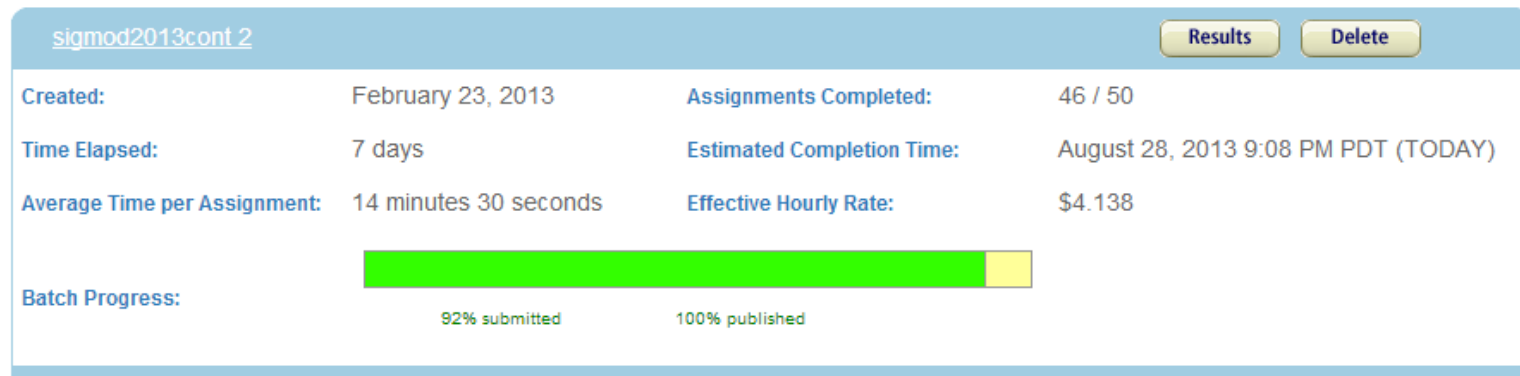 sigmod2013cont 2 Results Delete
Created: February 23, 2013 Assignments Completed: 46 / 50
Time Elapsed: 7 days Estimated Completion Time: August 28, 2013 9:08 PM PDT (TODAY)
Average Time per Assignment: 14 minutes 30 seconds Effective Hourly Rate: $4.138
Batch Progress:
92% submitted 100% published